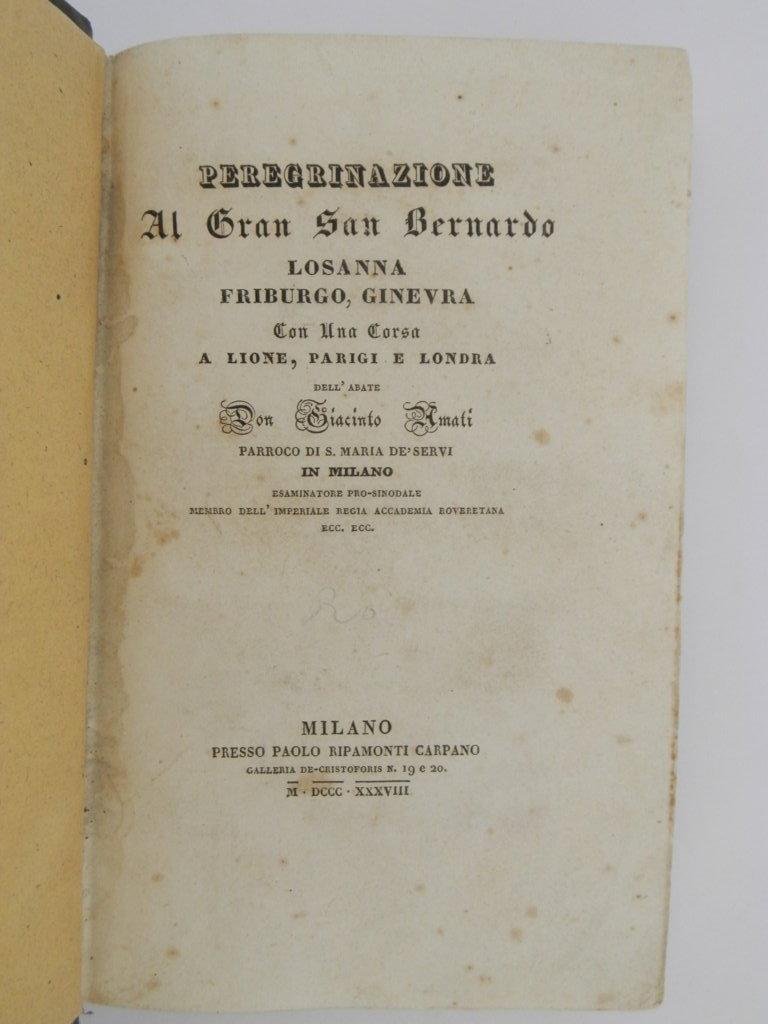 PEREGRINAZIONE
Al Gran San Bernardo
LOSANNA
FRIBURGO, GINEVRA
Con Una Corsa
A LIONE, PARIGI E LONDRA
DELL' ABATE
Don Giacinto Amati
PARROCO DI S. MARIA DE' SERVI
IN MILANO
ESAMINATORE PRO-SINODALE
MEMBRO DELL' IMPERIALE REGIA ACCADEMIA ROVERETANA
ECC. ECC.
MILANO
PRESSO PAOLO RIPAMONTI CARPANO
GALLERIA DE-CRISTOFORIS N. 19 e 20.
M · DCCC · XXXVIII